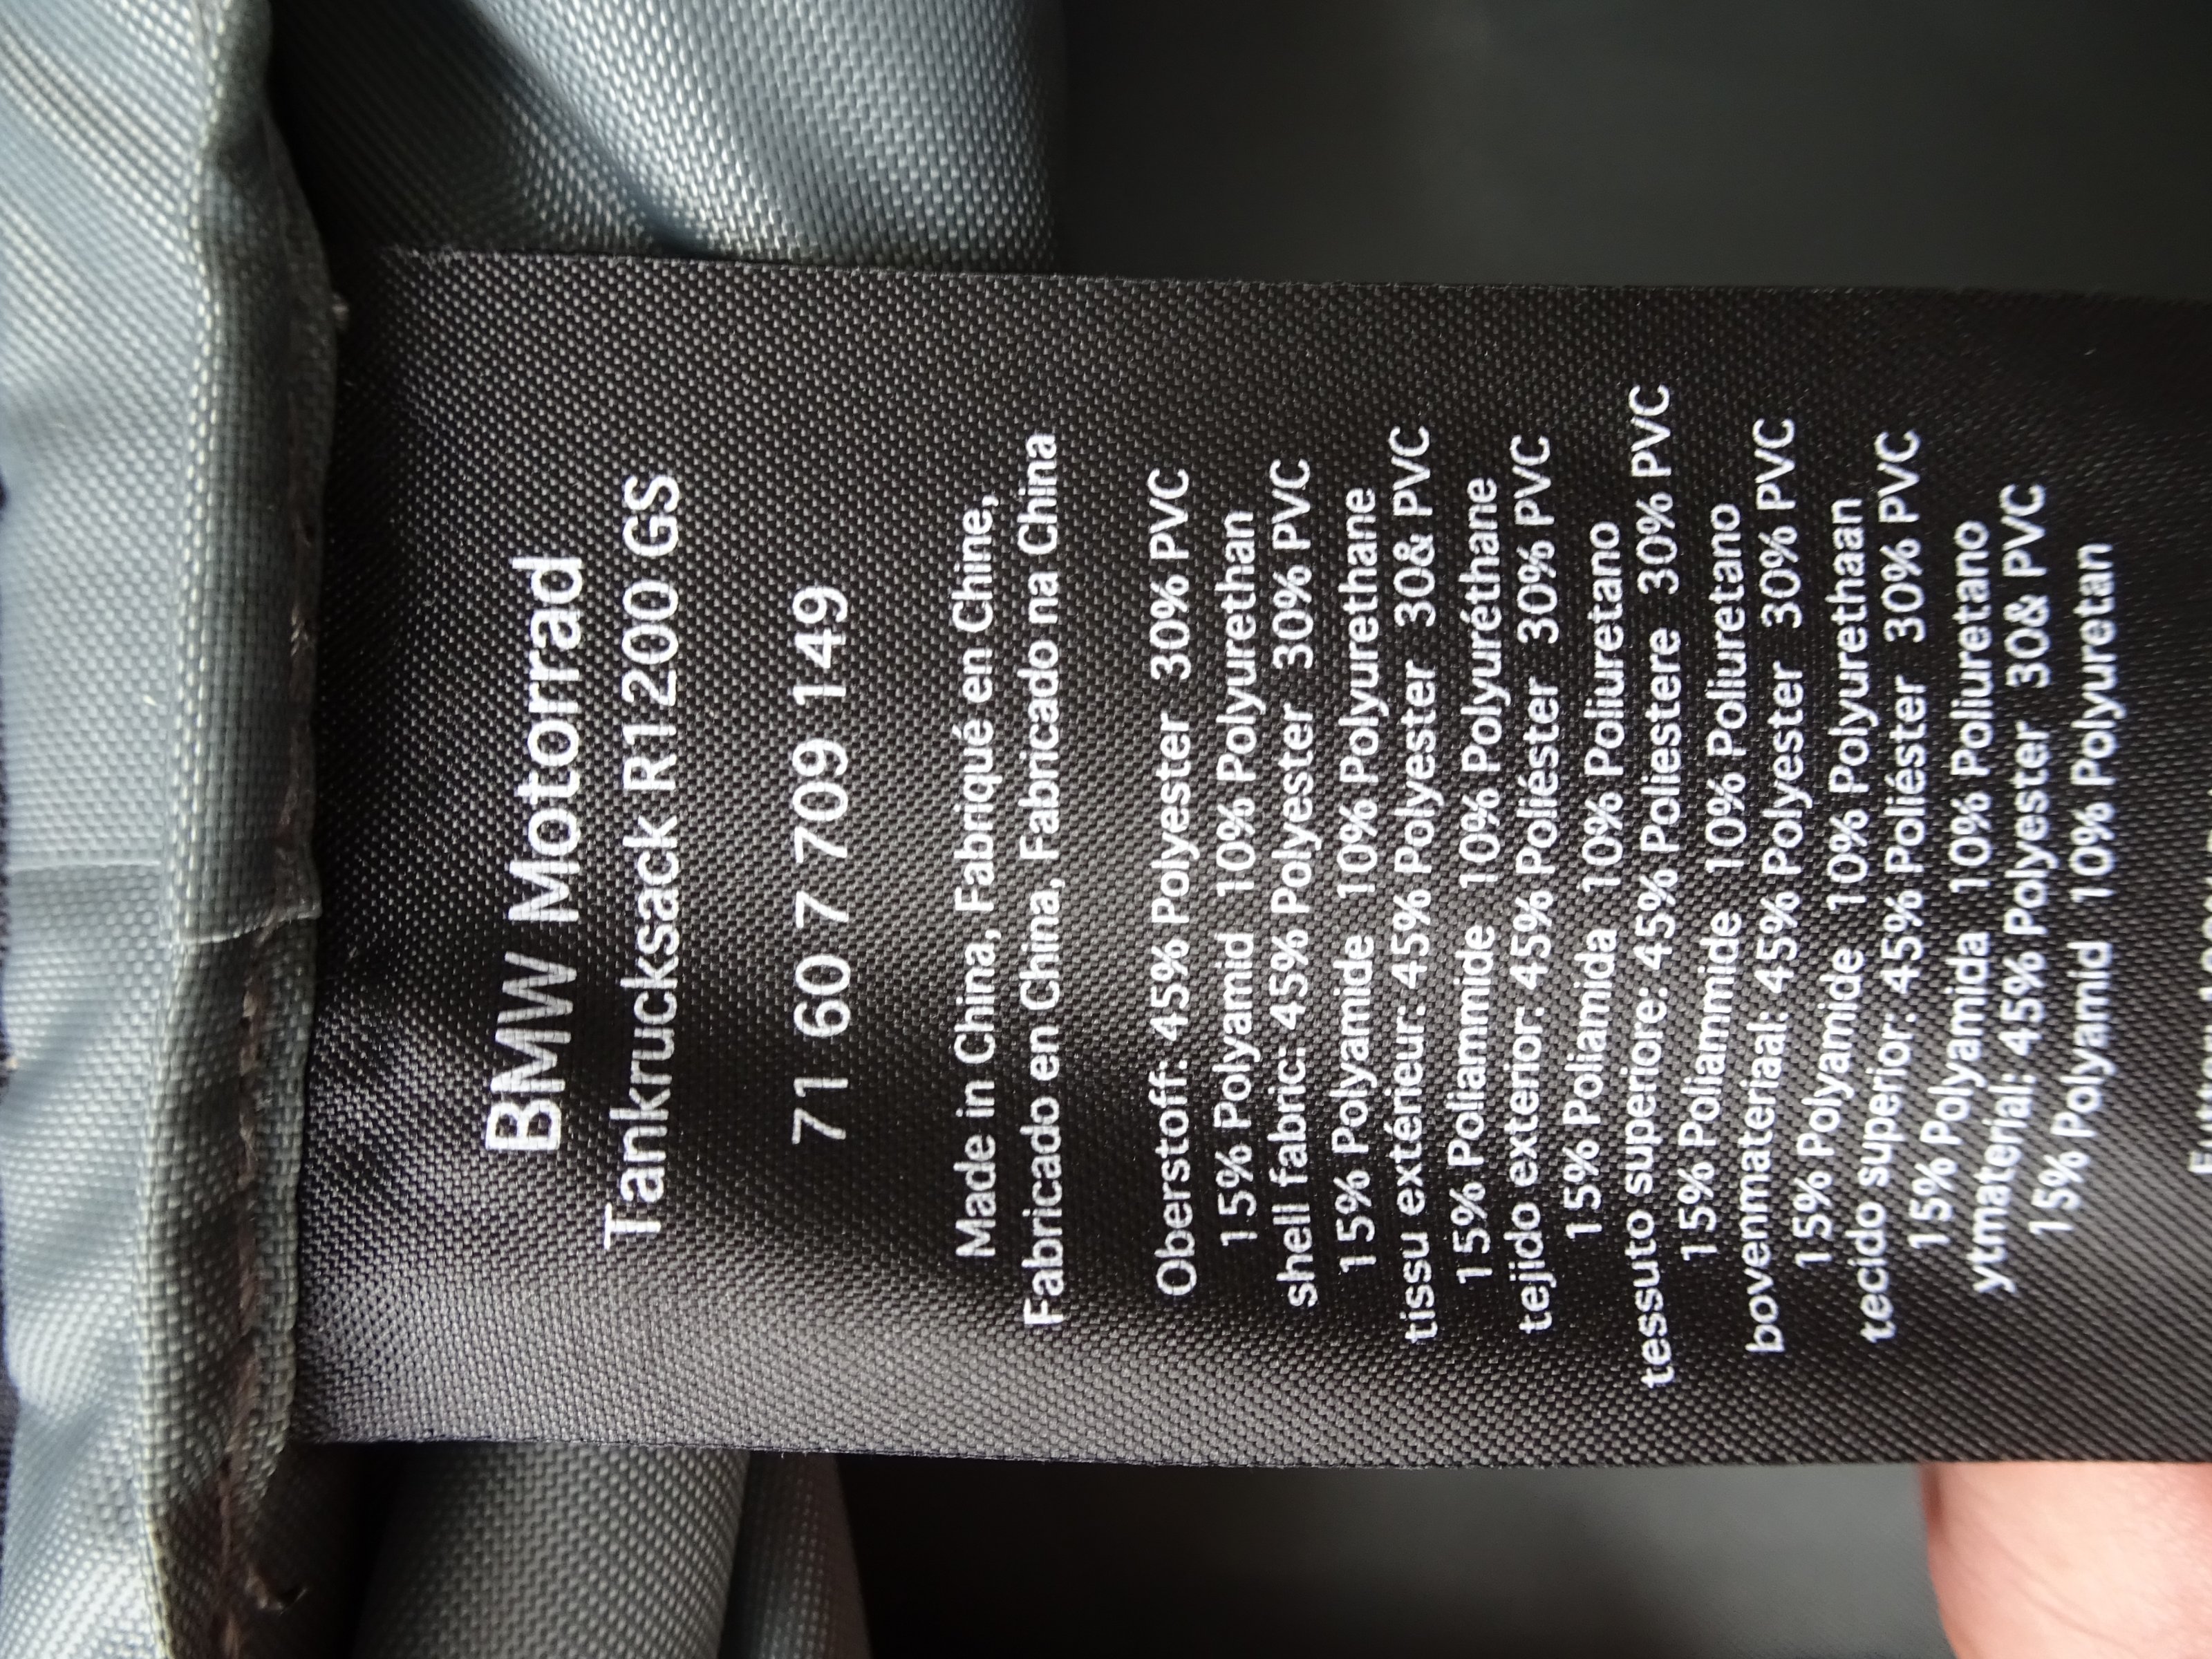 BMW Motorrad
Tankrucksack R1200 GS
71 60 7 709 149
Made in China, Fabriqué en Chine,
Fabricado en China, Fabricado na China
Oberstoff: 45% Polyester 30% PVC
15% Polyamid 10% Polyurethan
shell fabric: 45% Polyester 30% PVC
15% Polyamide 10% Polyurethane
tissu extérieur: 45% Polyester 30& PVC
15% Poliammide 10% Polyuréthane
tejido exterior: 45% Poliéster 30% PVC
15% Poliamida 10% Poliuretano
tessuto superiore: 45% Poliestere 30% PVC
15% Poliammide 10% Poliuretano
bovenmateriaal: 45% Polyester 30% PVC
15% Polyamide 10% Polyurethaan
tecido superior: 45% Poliéster 30% PVC
15% Polyamida 10% Poliuretano
ytmaterial: 45% Polyester 30& PVC
15% Polyamid 10% Polyuretan